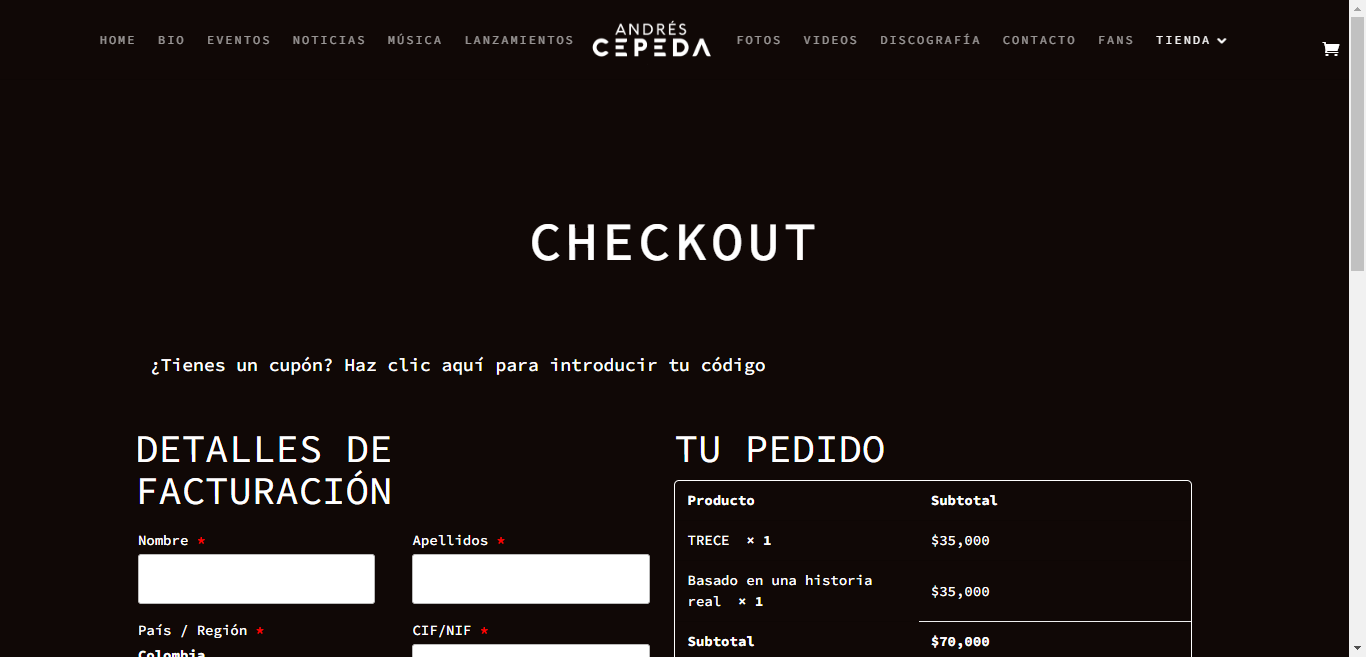 HOME BIO EVENTOS NOTICIAS MÚSICA LANZAMIENTOS ANDRÉS CEPEDA FOTOS VIDEOS DISCOGRAFÍA CONTACTO FANS TIENDA
CHECKOUT
¿Tienes un cupón? Haz clic aquí para introducir tu código
DETALLES DE
FACTURACIÓN
Nombre *
Apellidos *
País / Región *
CIF/NIF *
Colombia
TU PEDIDO
Producto Subtotal
TRECE × 1 $35,000
Basado en una historia
real × 1 $35,000
Subtotal $70,000